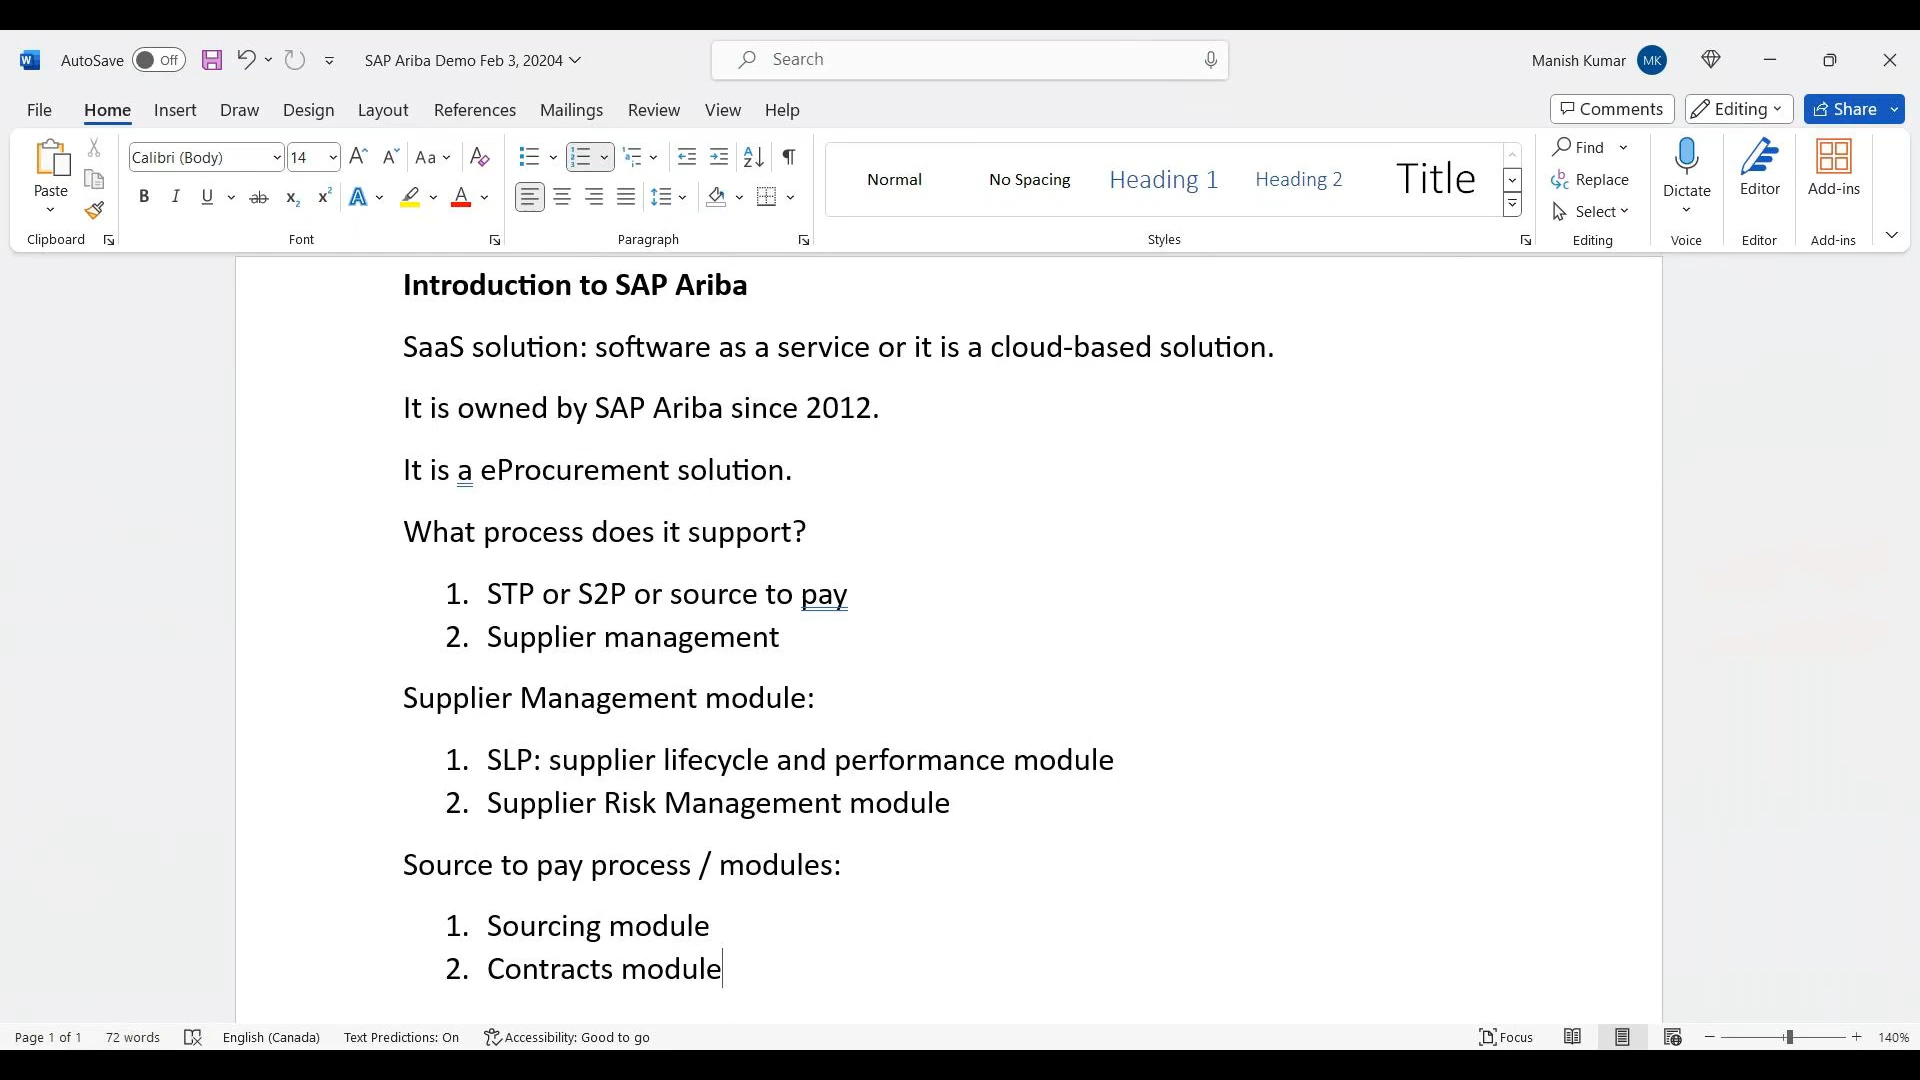 AutoSave Off SAP Ariba Demo Feb 3, 20204 Search Manish Kumar MK
File Home Insert Draw Design Layout References Mailings Review View Help Comments Editing Share
Paste
Clipboard
Calibri (Body) 14 Aa
B I U ab x₂ x² A A
Font
Paragraph
Normal No Spacing Heading 1 Heading 2 Title
Styles
Find
Replace
Select
Editing
Dictate
Voice
Editor
Editor
Add-ins
Add-ins
Introduction to SAP Ariba
SaaS solution: software as a service or it is a cloud-based solution.
It is owned by SAP Ariba since 2012.
It is a eProcurement solution.
What process does it support?
1. STP or S2P or source to pay
2. Supplier management
Supplier Management module:
1. SLP: supplier lifecycle and performance module
2. Supplier Risk Management module
Source to pay process / modules:
1. Sourcing module
2. Contracts module
Page 1 of 1 72 words English (Canada) Text Predictions: On Accessibility: Good to go Focus 140%